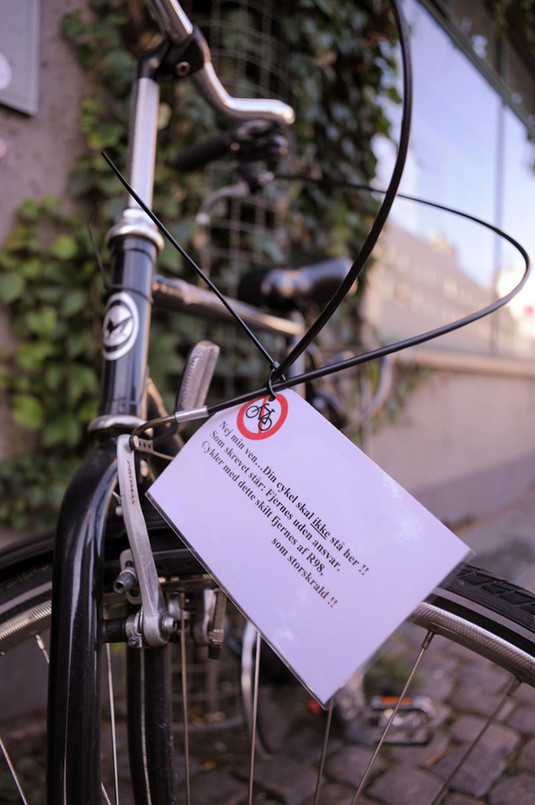 Nej min ven...Din cykel skal ikke stå her !!
Som skrevet står: Fjernes uden ansvar.
Cykler med dette skilt fjernes af R98.
som storskrald !!